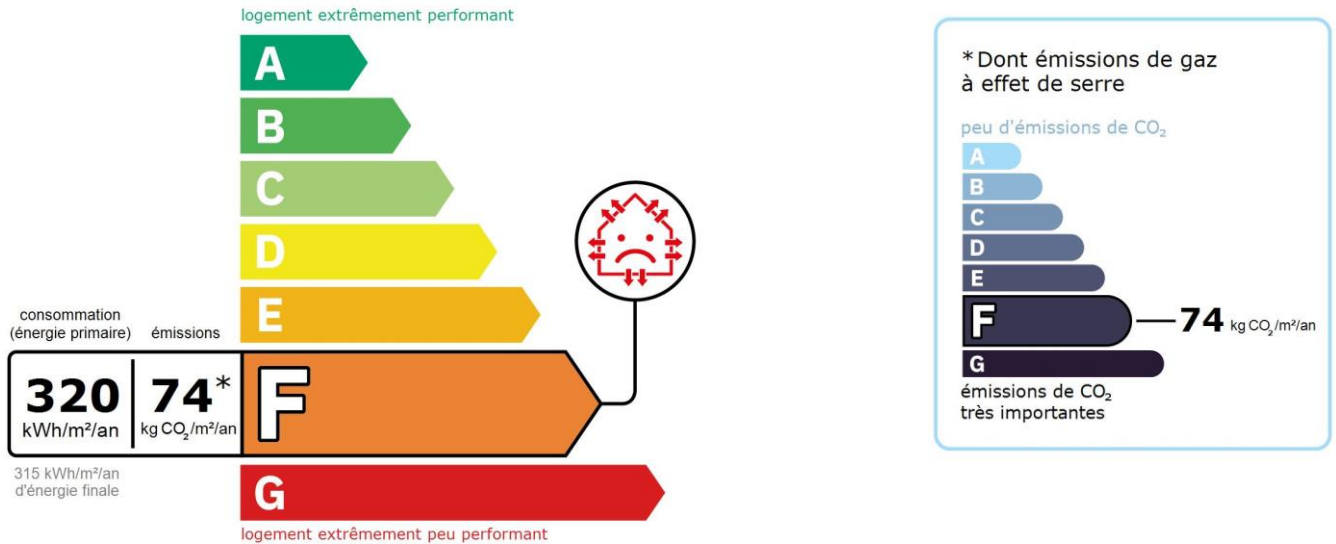 logement extrêmement performant
A
B
C
D
E
consommation
(énergie primaire)
émissions
320
kWh/m²/an
74*
kg CO₂/m²/an
F
315 kWh/m²/an
d'énergie finale
G
logement extrêmement peu performant
*Dont émissions de gaz
à effet de serre
peu d'émissions de CO₂
A
B
C
D
E
F
74 kg CO₂/m²/an
G
émissions de CO₂
très importantes